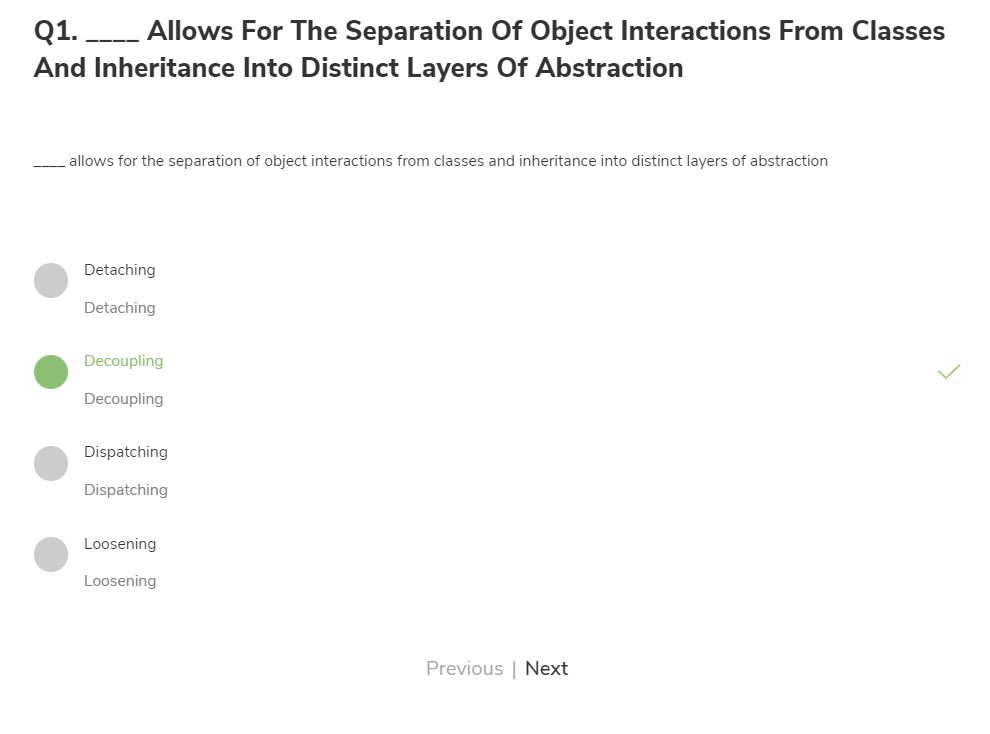 Q1. ____ Allows For The Separation Of Object Interactions From Classes
And Inheritance Into Distinct Layers Of Abstraction
____ allows for the separation of object interactions from classes and inheritance into distinct layers of abstraction
Detaching
Detaching
Decoupling
Decoupling
Dispatching
Dispatching
Loosening
Loosening
Previous | Next